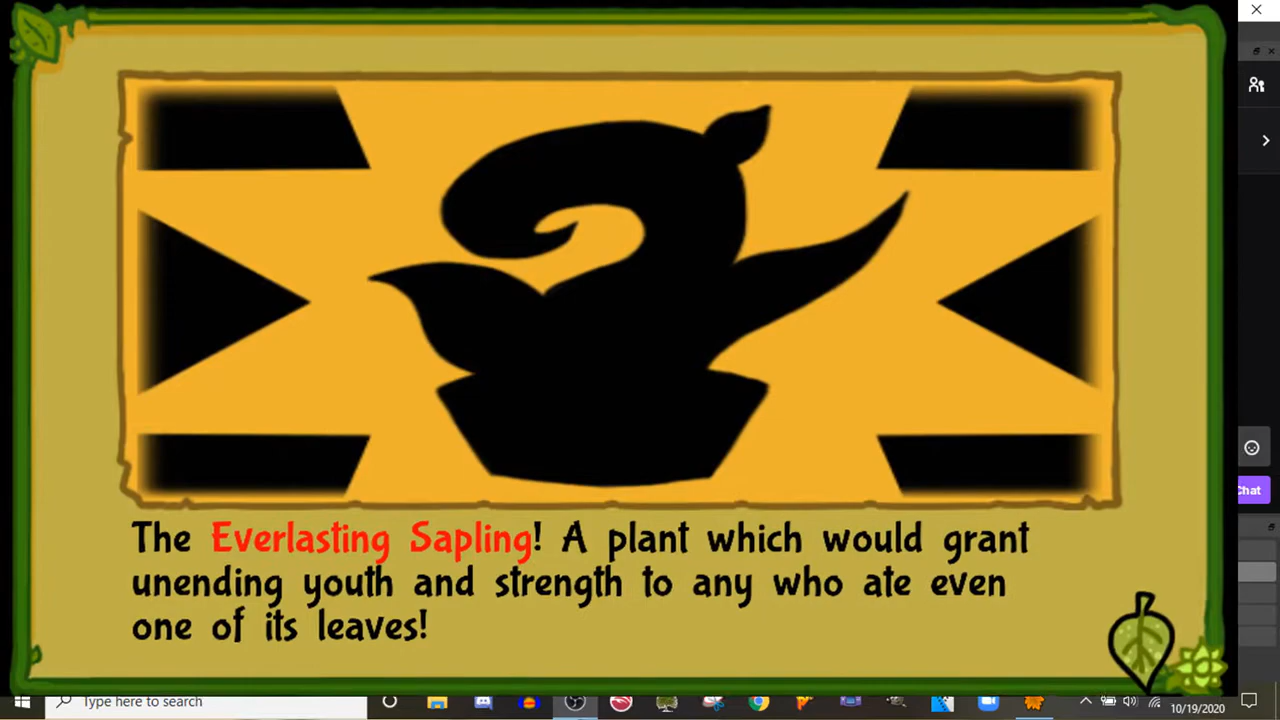 The Everlasting Sapling! A plant which would grant
unending youth and strength to any who ate even
one of its leaves!
Chat
Type here to search
10/19/2020